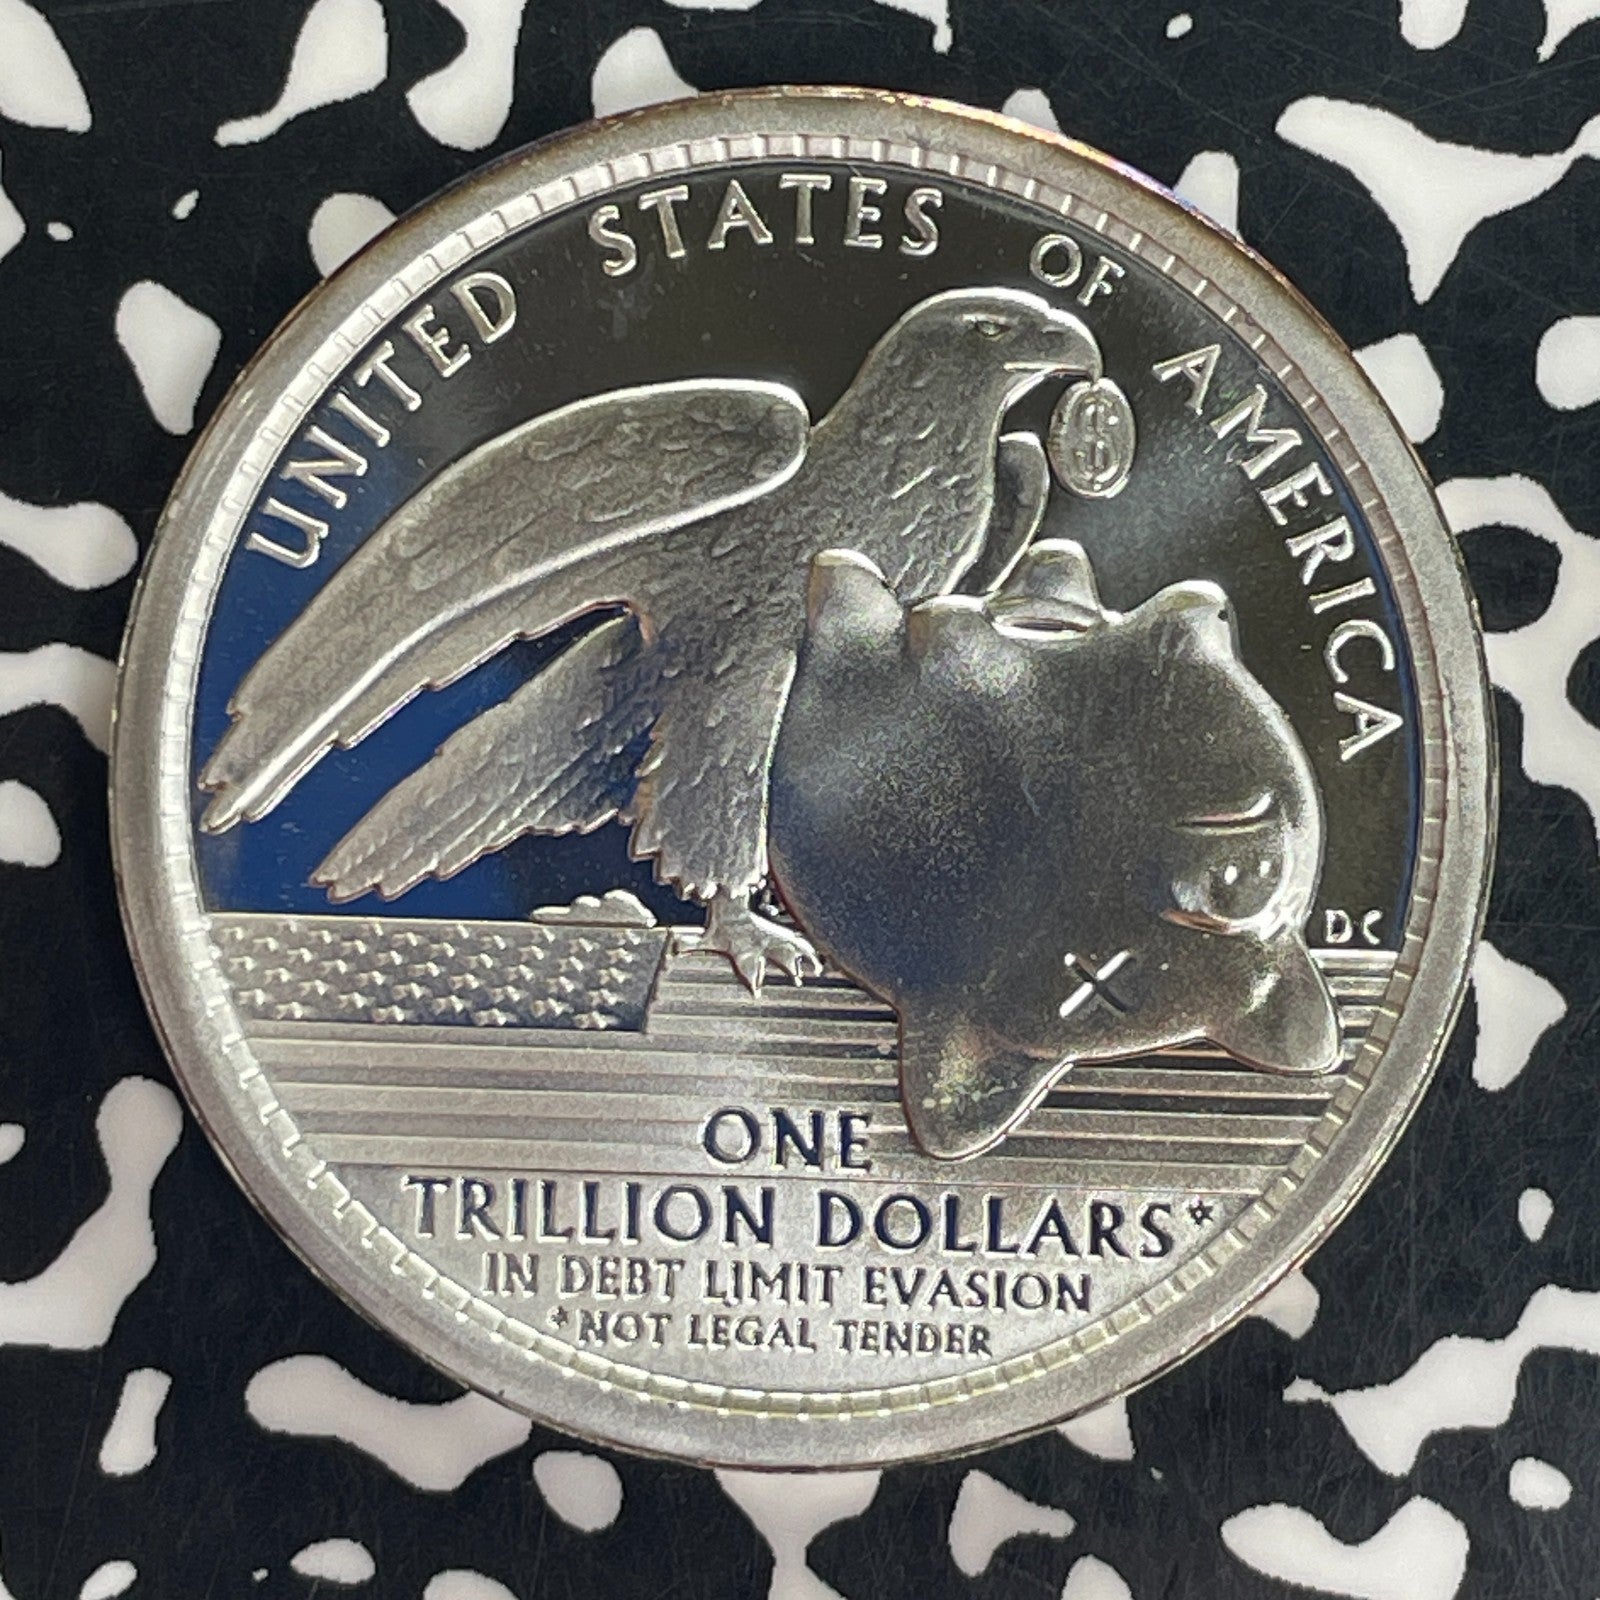 UNITED STATES OF AMERICA
$
DC
ONE
TRILLION DOLLARS*
IN DEBT LIMIT EVASION
*NOT LEGAL TENDER